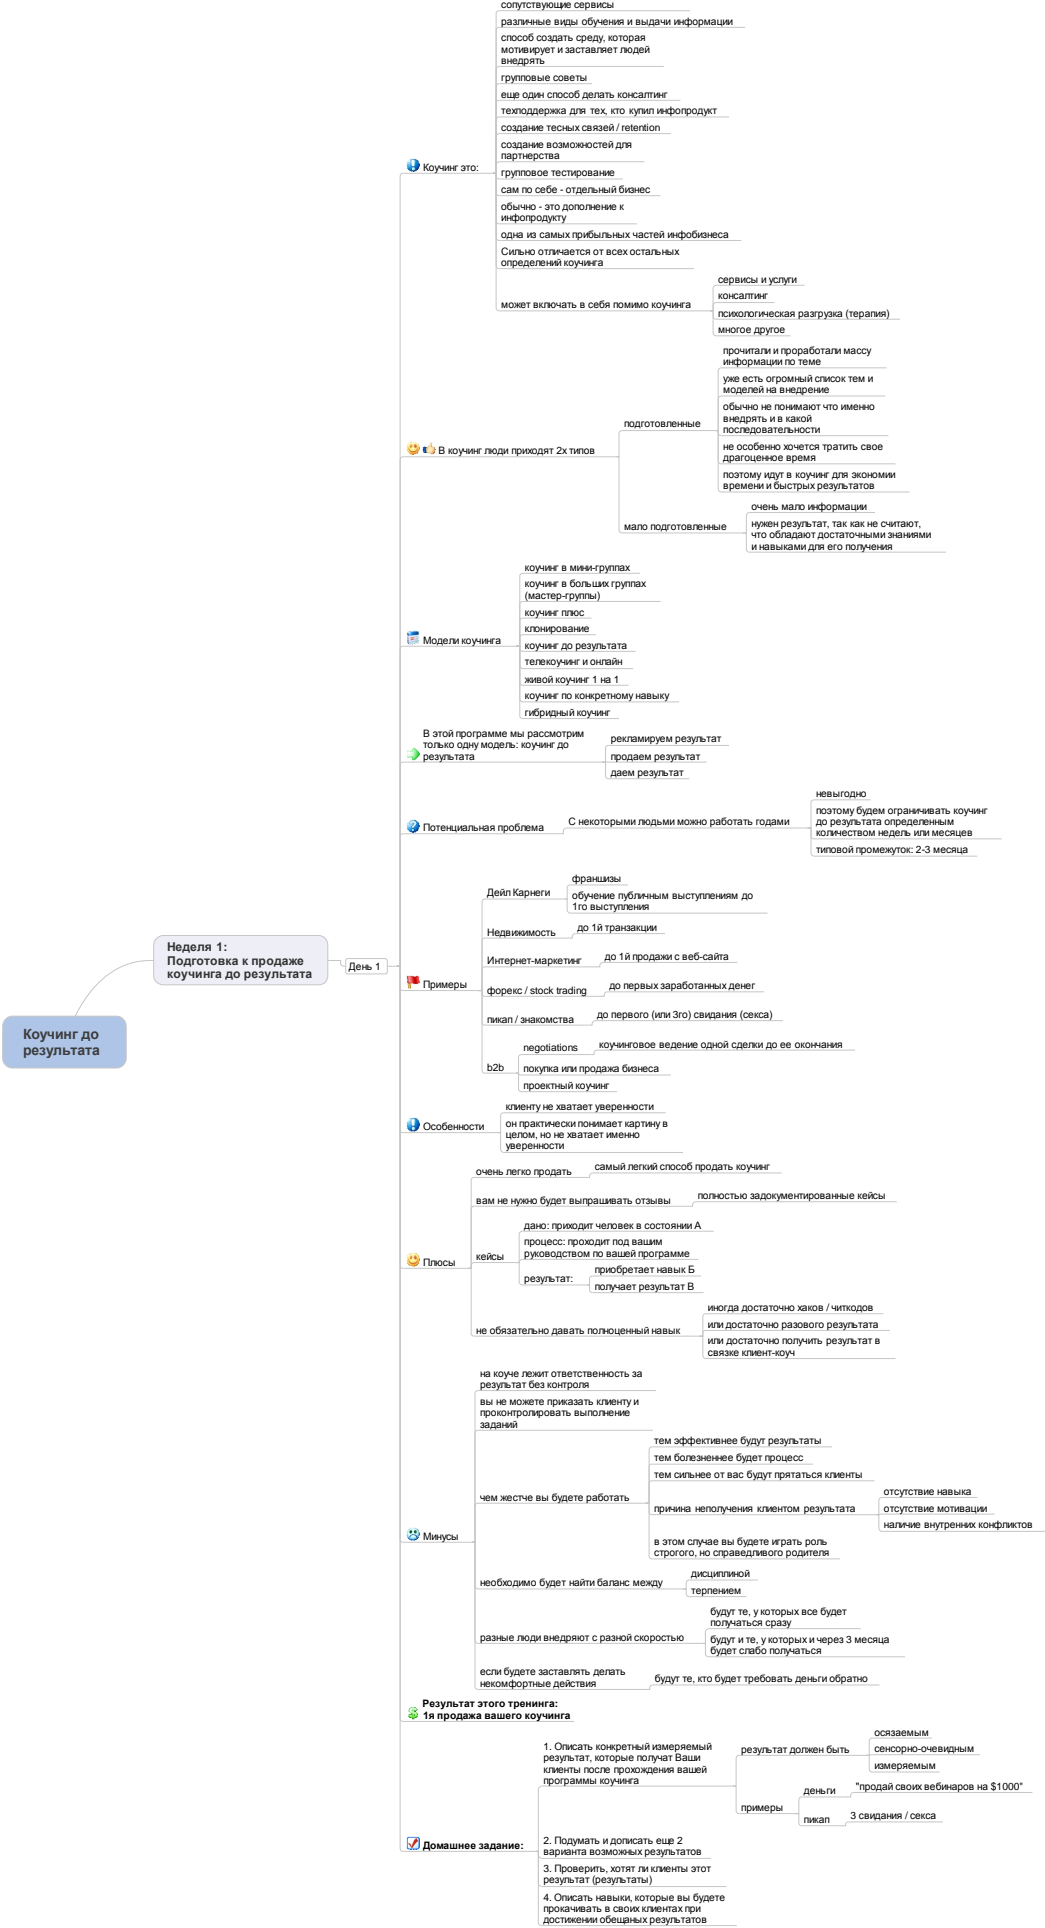 Коучинг до
результата
Неделя 1:
Подготовка к продаже
коучинга до результата
День 1
Коучинг это:
сопутствующие сервисы
различные виды обучения и выдачи информации
способ создать среду, которая
мотивирует и заставляет людей
внедрять
групповые советы
еще один способ делать консалтинг
техподдержка для тех, кто купил инфопродукт
создание тесных связей / retention
создание возможностей для
партнерства
групповое тестирование
сам по себе - отдельный бизнес
обычно - это дополнение к
инфопродукту
одна из самых прибыльных частей инфобизнеса
Сильно отличается от всех остальных
определений коучинга
может включать в себя помимо коучинга
сервисы и услуги
консалтинг
психологическая разгрузка (терапия)
многое другое
В коучинг люди приходят 2х типов
подготовленные
прочитали и проработали массу
информации по теме
уже есть огромный список тем и
моделей на внедрение
обычно не понимают что именно
внедрять и в какой
последовательности
не особенно хочется тратить свое
драгоценное время
поэтому идут в коучинг для экономии
времени и быстрых результатов
мало подготовленные
очень мало информации
нужен результат, так как не считают,
что обладают достаточными знаниями
и навыками для его получения
Модели коучинга
коучинг в мини-группах
коучинг в больших группах
(мастер-группы)
коучинг плюс
клонирование
коучинг до результата
телекоучинг и онлайн
живой коучинг 1 на 1
коучинг по конкретному навыку
гибридный коучинг
В этой программе мы рассмотрим
только одну модель: коучинг до
результата
рекламируем результат
продаем результат
даем результат
Потенциальная проблема
С некоторыми людьми можно работать годами
невыгодно
поэтому будем ограничивать коучинг
до результата определенным
количеством недель или месяцев
типовой промежуток: 2-3 месяца
Примеры
Дейл Карнеги
франшизы
обучение публичным выступлениям до
1го выступления
Недвижимость
до 1й транзакции
Интернет-маркетинг
до 1й продажи с веб-сайта
форекс / stock trading
до первых заработанных денег
пикап / знакомства
до первого (или 3го) свидания (секса)
b2b
negotiations
коучинговое ведение одной сделки до ее окончания
покупка или продажа бизнеса
проектный коучинг
Особенности
клиенту не хватает уверенности
он практически понимает картину в
целом, но не хватает именно
уверенности
Плюсы
очень легко продать
самый легкий способ продать коучинг
вам не нужно будет выпрашивать отзывы
полностью задокументированные кейсы
кейсы
дано: приходит человек в состоянии А
процесс: проходит под вашим
руководством по вашей программе
результат:
приобретает навык Б
получает результат В
не обязательно давать полноценный навык
иногда достаточно хаков / читкодов
или достаточно разового результата
или достаточно получить результат в
связке клиент-коуч
Минусы
на коуче лежит ответственность за
результат без контроля
вы не можете приказать клиенту и
проконтролировать выполнение
заданий
чем жестче вы будете работать
тем эффективнее будут результаты
тем болезненнее будет процесс
тем сильнее от вас будут прятаться клиенты
причина неполучения клиентом результата
отсутствие навыка
отсутствие мотивации
наличие внутренних конфликтов
в этом случае вы будете играть роль
строгого, но справедливого родителя
необходимо будет найти баланс между
дисциплиной
терпением
разные люди внедряют с разной скоростью
будут те, у которых все будет
получаться сразу
будут и те, у которых и через 3 месяца
будет слабо получаться
если будете заставлять делать
некомфортные действия
будут те, кто будет требовать деньги обратно
Результат этого тренинга:
1я продажа вашего коучинга
Домашнее задание:
1. Описать конкретный измеряемый
результат, которые получат Ваши
клиенты после прохождения вашей
программы коучинга
результат должен быть
осязаемым
сенсорно-очевидным
измеряемым
примеры
деньги
"продай своих вебинаров на $1000"
пикап
3 свидания / секса
2. Подумать и дописать еще 2
варианта возможных результатов
3. Проверить, хотят ли клиенты этот
результат (результаты)
4. Описать навыки, которые вы будете
прокачивать в своих клиентах при
достижении обещаных результатов